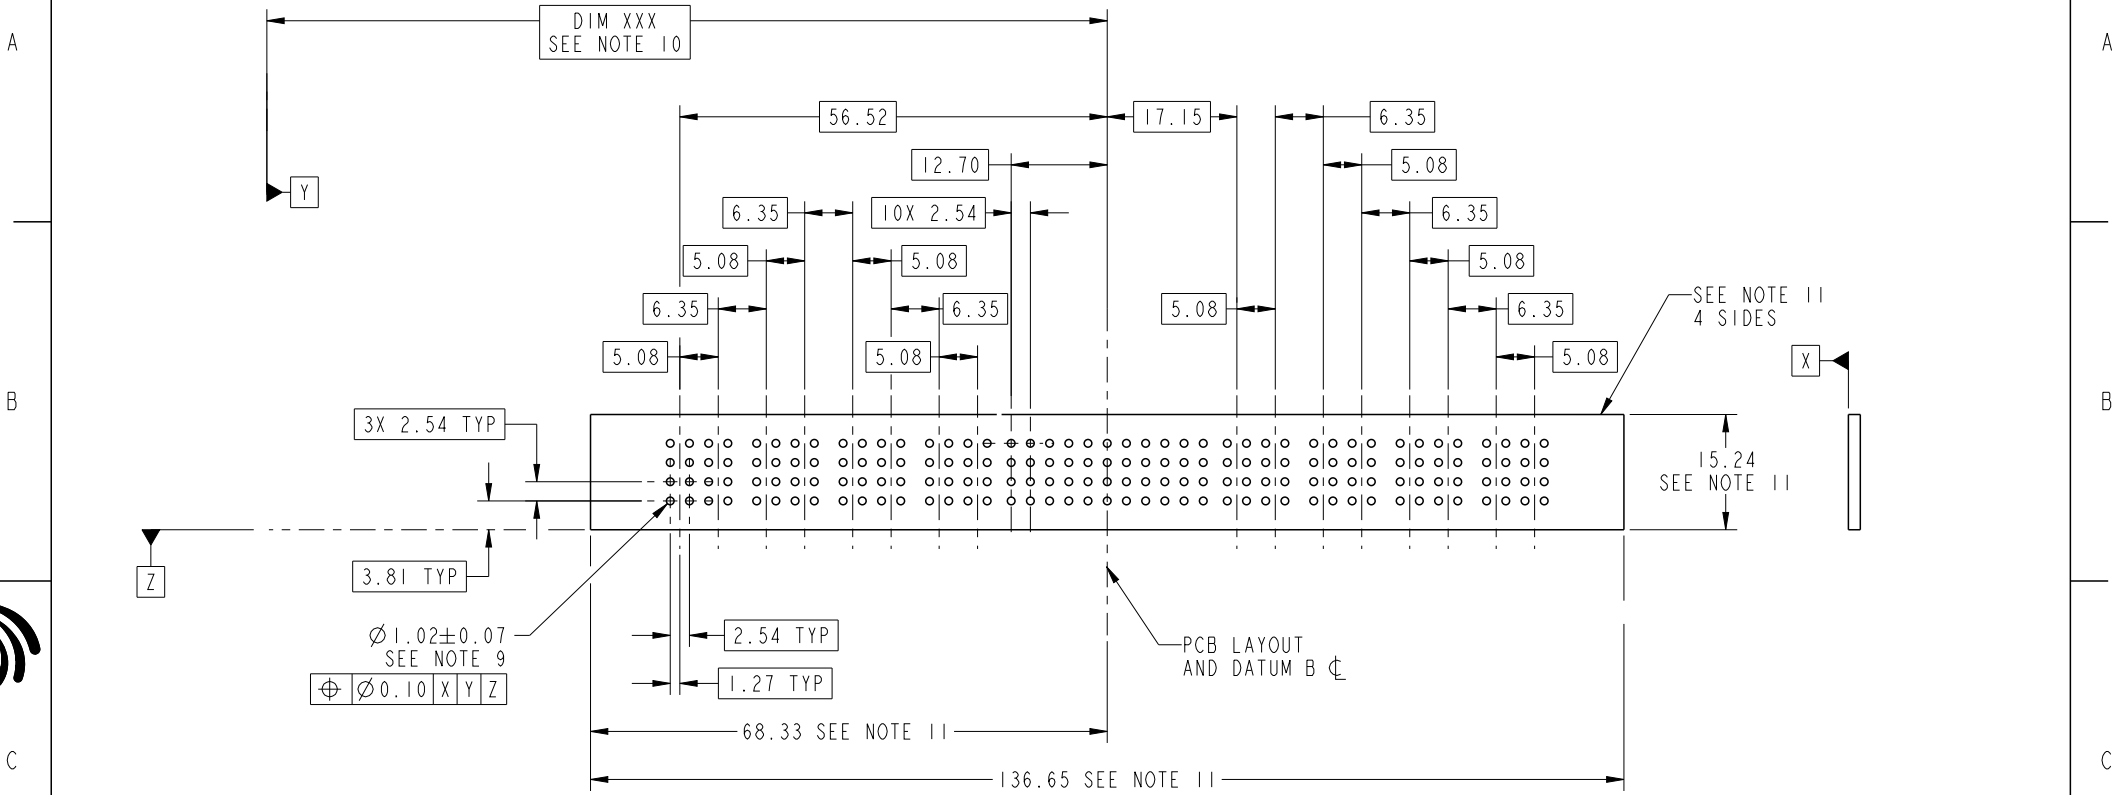 A
A
DIM XXX
SEE NOTE 10
56.52
17.15
6.35
12.70
5.08
Y
6.35
10X 2.54
6.35
5.08
5.08
5.08
6.35
6.35
5.08
6.35
SEE NOTE 11
4 SIDES
5.08
5.08
5.08
X
B
B
3X 2.54 TYP
15.24
SEE NOTE 11
Z
3.81 TYP
Ø1.02±0.07
SEE NOTE 9
⌖ Ø0.10 X Y Z
2.54 TYP
1.27 TYP
PCB LAYOUT
AND DATUM B ℄
68.33 SEE NOTE 11
136.65 SEE NOTE 11
C
C